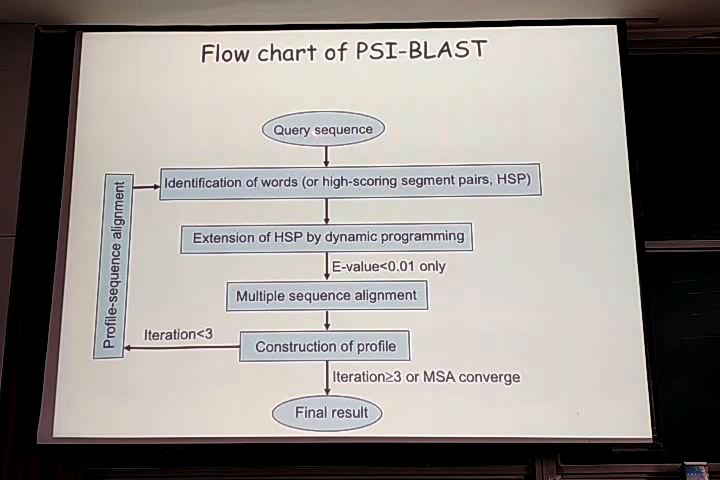 Flow chart of PSI-BLAST
Query sequence
Identification of words (or high-scoring segment pairs, HSP)
Profile-sequence alignment
Extension of HSP by dynamic programming
E-value<0.01 only
Multiple sequence alignment
Iteration<3
Construction of profile
Iteration≥3 or MSA converge
Final result